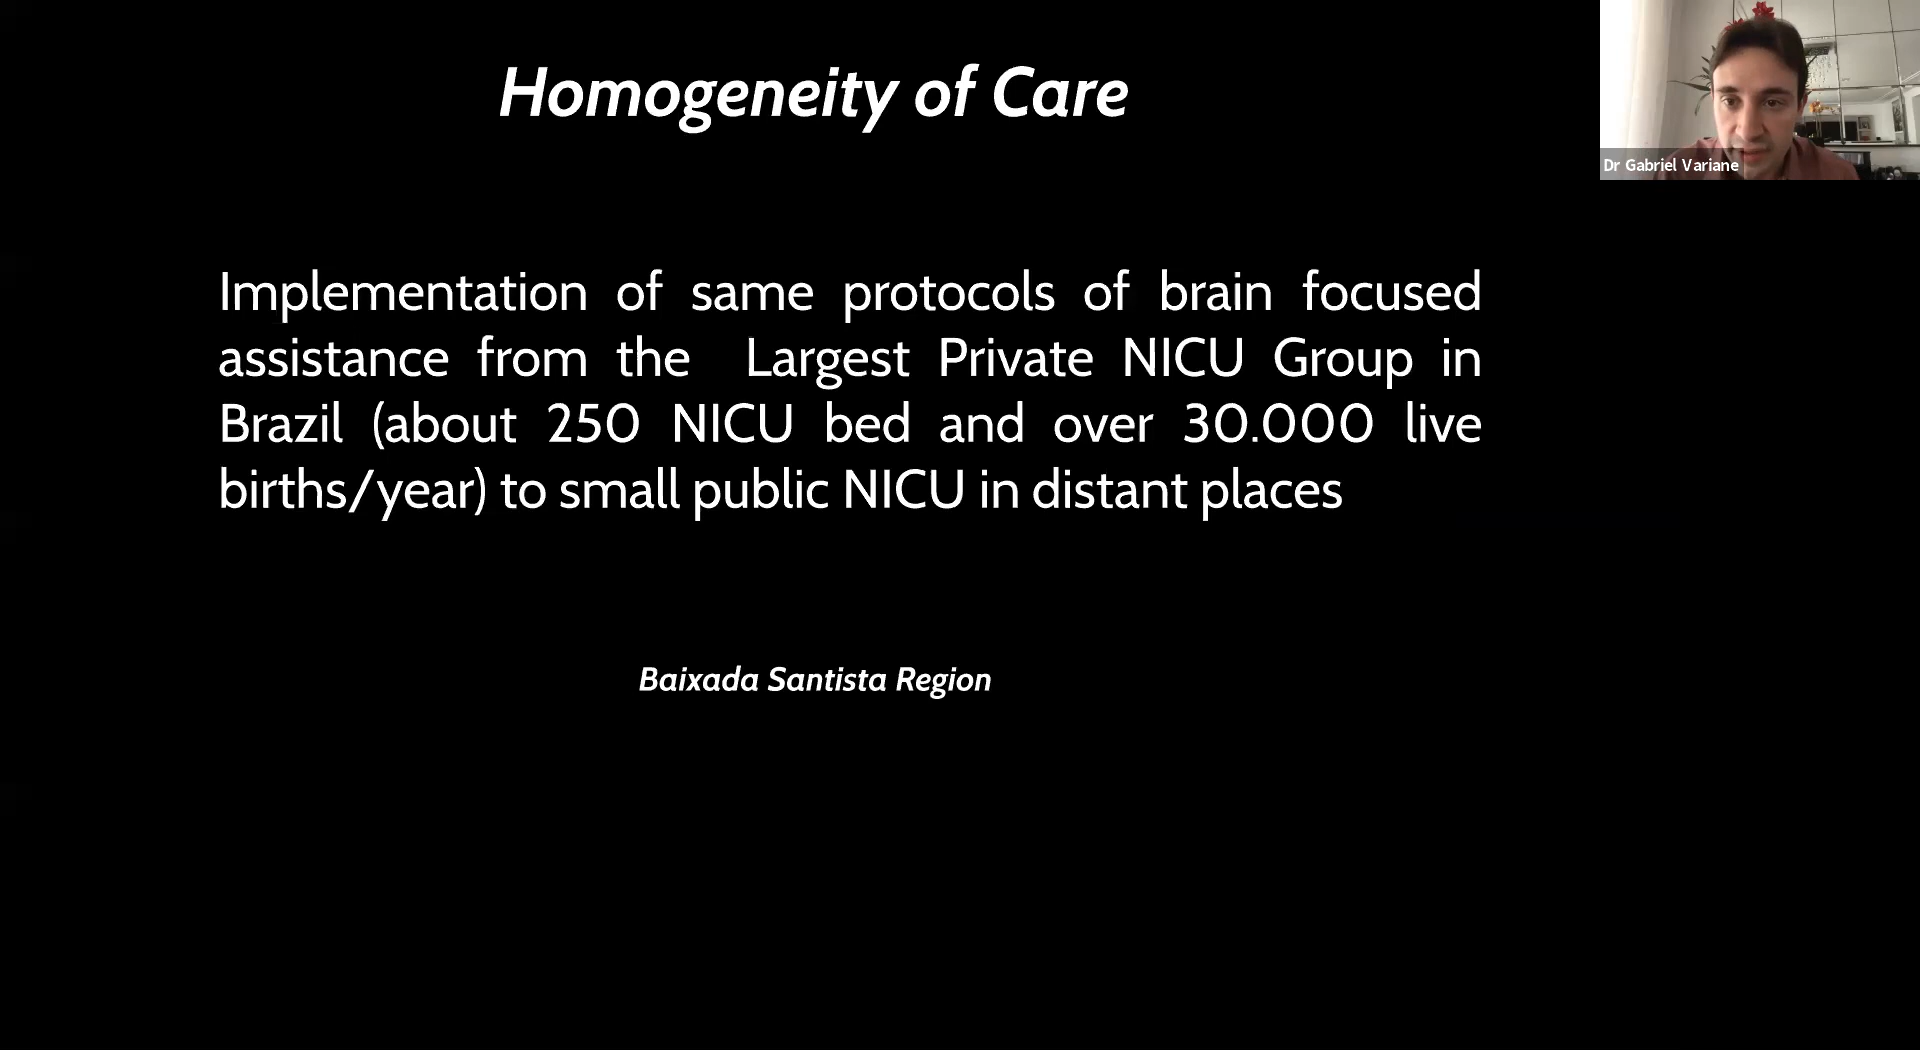 Homogeneity of Care
Dr Gabriel Variane
Implementation of same protocols of brain focused
assistance from the Largest Private NICU Group in
Brazil (about 250 NICU bed and over 30.000 live
births/year) to small public NICU in distant places
Baixada Santista Region